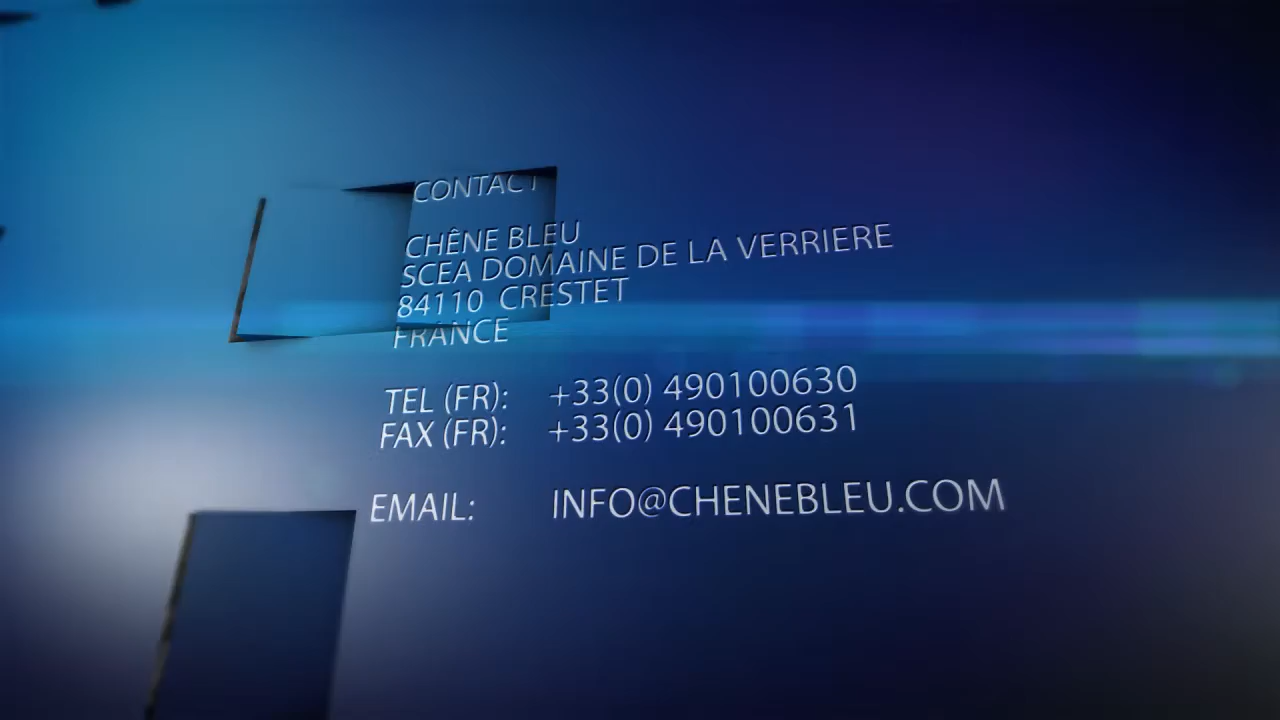 CONTACT
CHÊNE BLEU
SCEA DOMAINE DE LA VERRIERE
84110 CRESTET
FRANCE
TEL (FR): +33(0) 490100630
FAX (FR): +33(0) 490100631
EMAIL: INFO@CHENEBLEU.COM